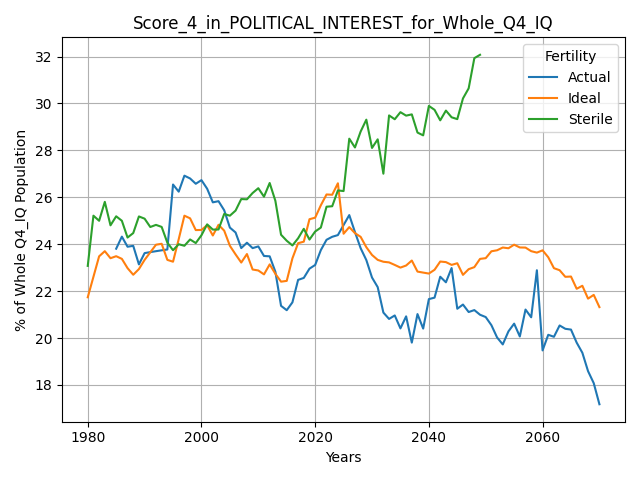 Score_4_in_POLITICAL_INTEREST_for_Whole_Q4_IQ
% of Whole Q4_IQ Population
32
30
28
26
24
22
20
18
Fertility
Actual
Ideal
Sterile
1980 2000 2020 2040 2060
Years